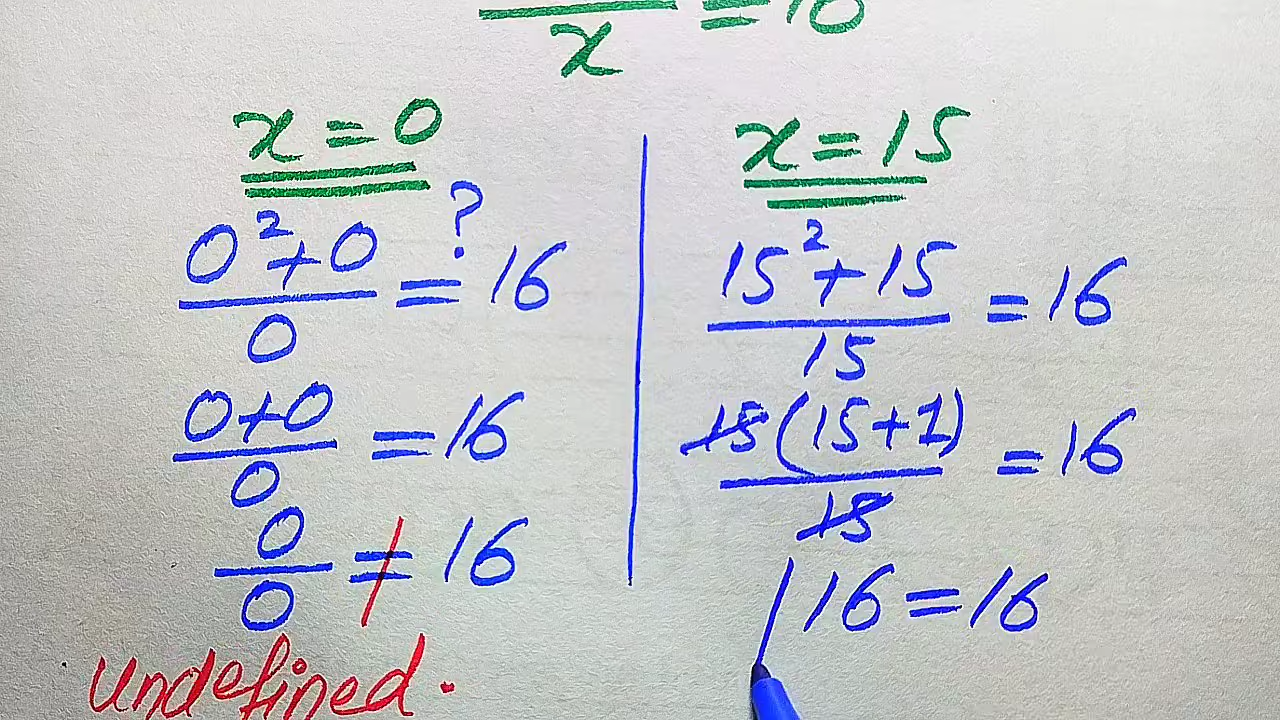 x = 16
x = 0
0² + 0 / 0 =? 16
0 + 0 / 0 = 16
0 / 0 ≠ 16
undefined.
x = 15
15² + 15 / 15 = 16
15(15 + 1) / 15 = 16
16 = 16